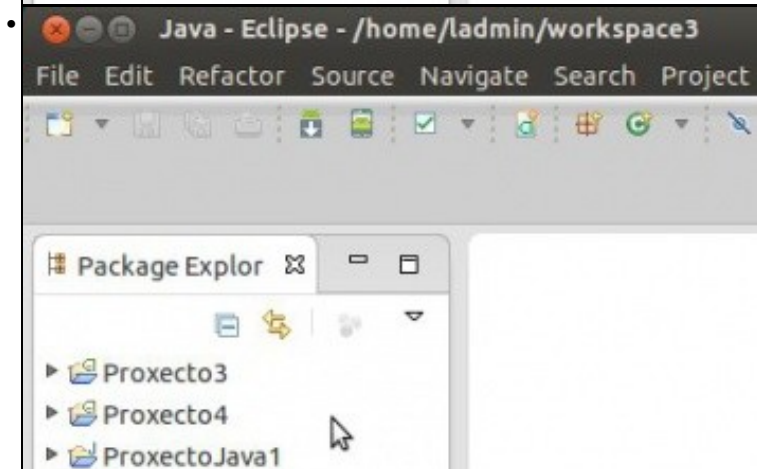 Java - Eclipse - /home/ladmin/workspace3
File Edit Refactor Source Navigate Search Project
Package Explor
Proxecto3
Proxecto4
ProxectoJava1